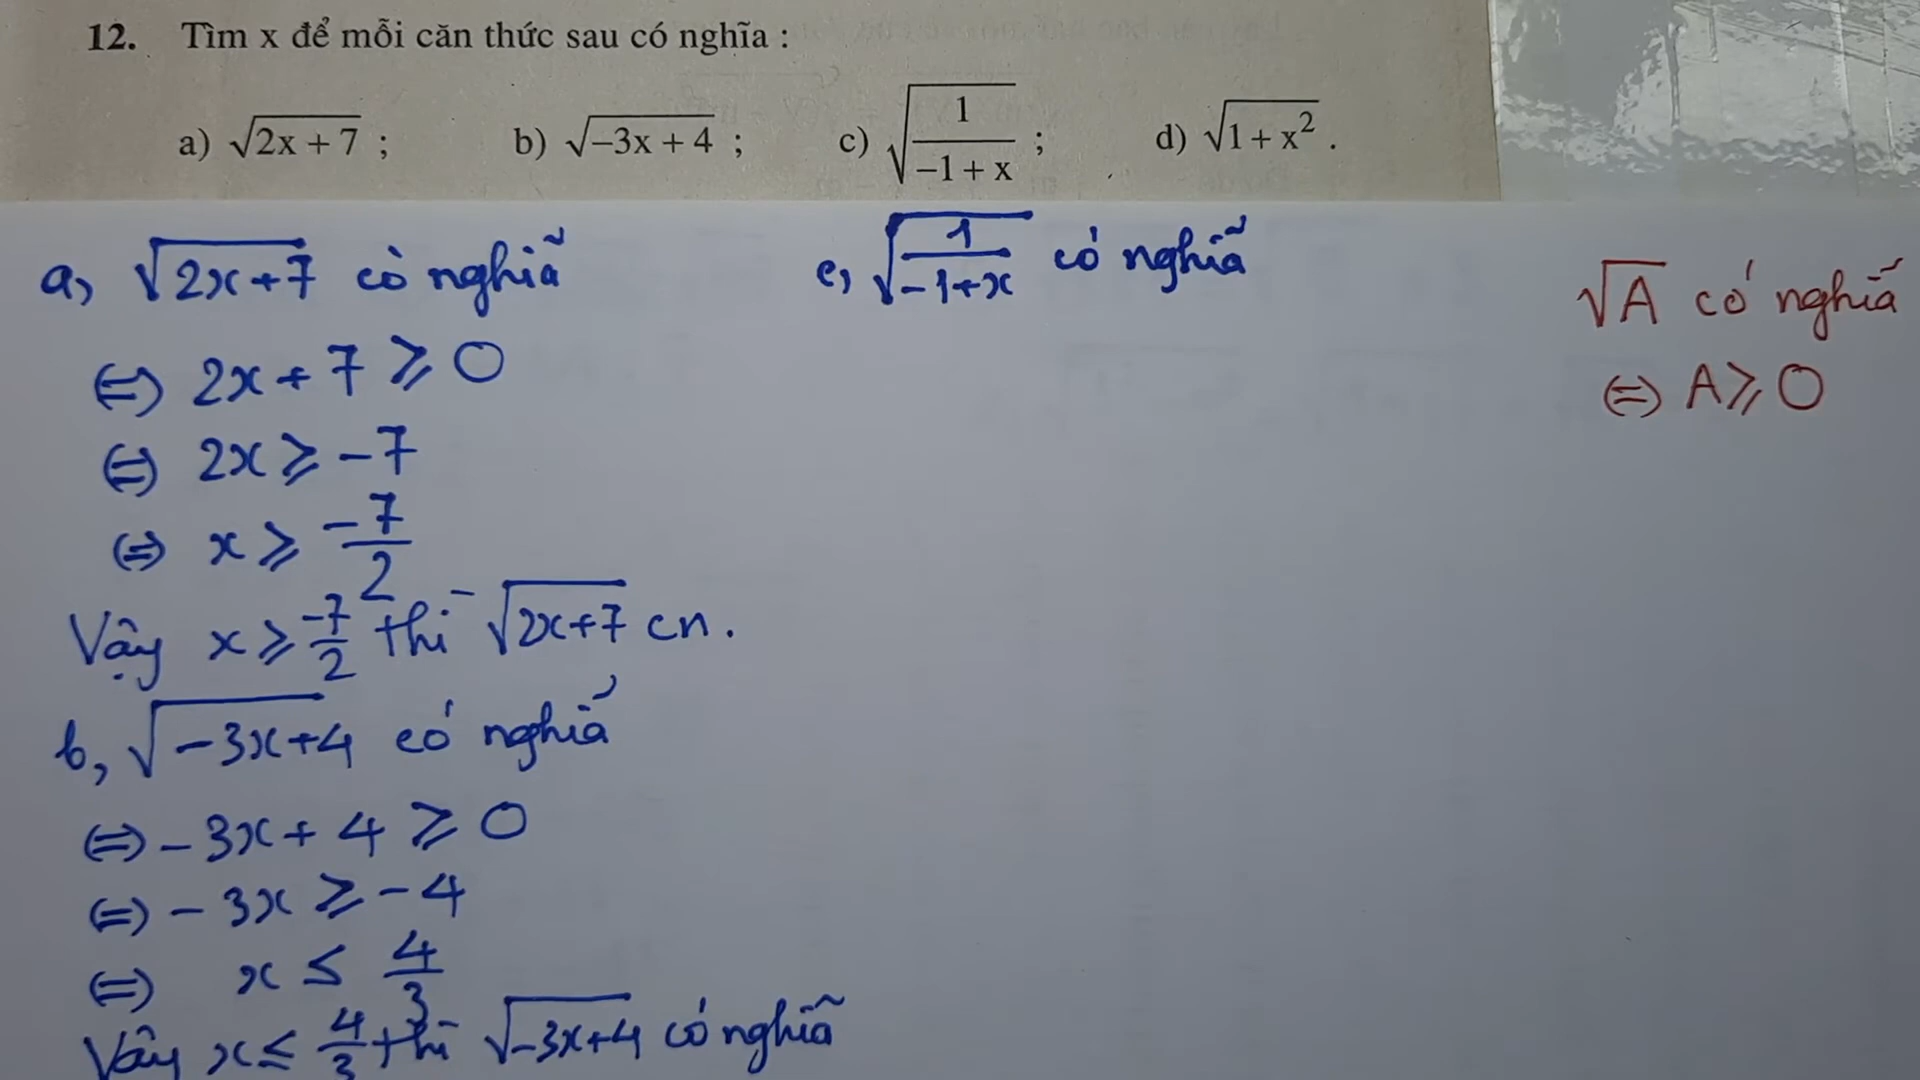 12. Tìm x để mỗi căn thức sau có nghĩa :
a) √(2x + 7) ; b) √(−3x + 4) ; c) √(1/(−1 + x)) ; d) √(1 + x²) .
a, √(2x+7) có nghĩa
⇔ 2x + 7 ≥ 0
⇔ 2x ≥ −7
⇔ x ≥ −7/2
Vậy x ≥ −7/2 thì √(2x+7) cn.
b, √(−3x+4) có nghĩa
⇔ −3x + 4 ≥ 0
⇔ −3x ≥ −4
⇔ x ≤ 4/3
Vậy x ≤ 4/3 thì √(−3x+4) có nghĩa
c, √(1/(−1+x)) có nghĩa
√A có nghĩa
⇔ A ≥ 0